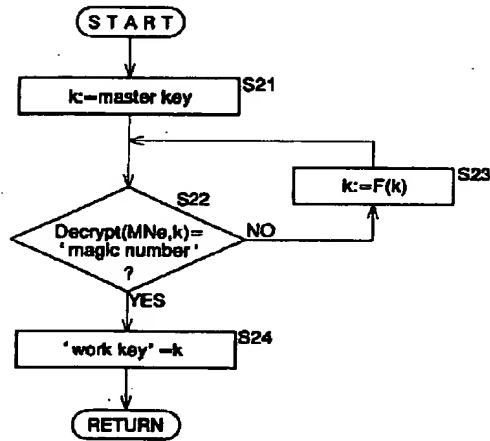 START
k:=master key
S21
k:=F(k)
S23
S22
Decrypt(MNe,k)=
'magic number'
?
NO
YES
'work key' =k
S24
RETURN